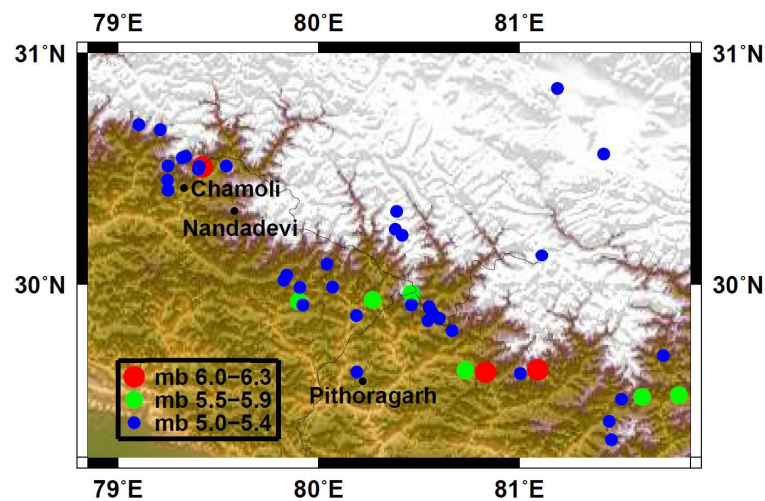 79˚E 80˚E 81˚E
31˚N 31˚N
Chamoli
Nandadevi
30˚N 30˚N
mb 6.0−6.3
mb 5.5−5.9
mb 5.0−5.4
Pithoragarh
79˚E 80˚E 81˚E